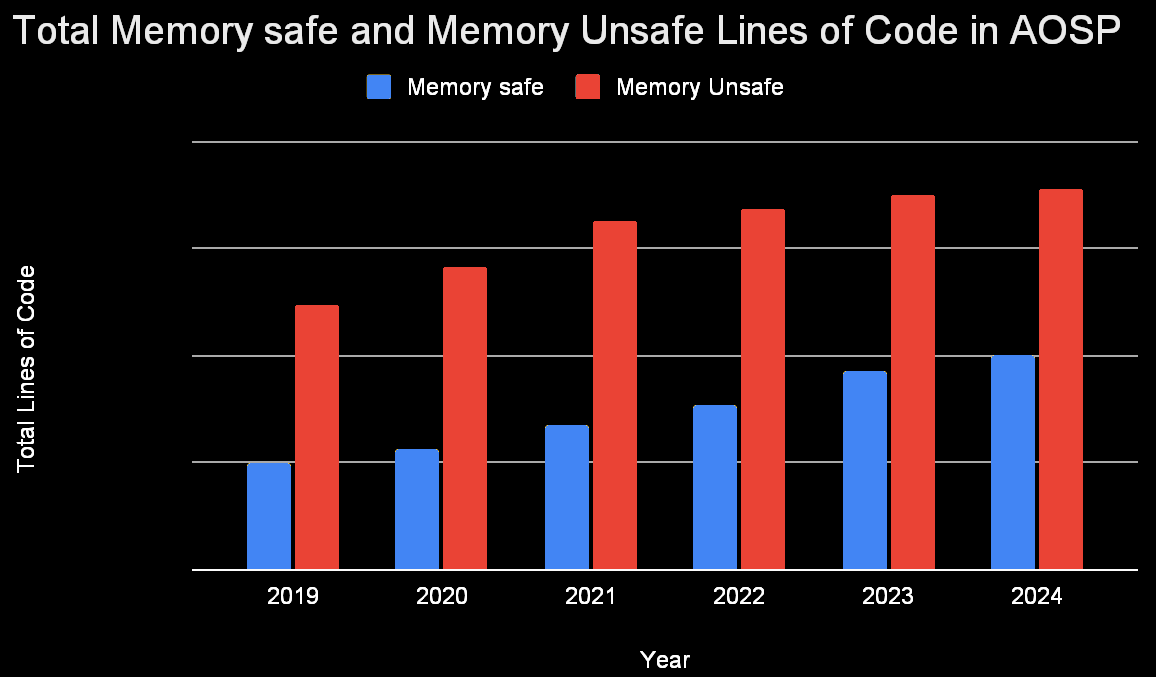 Total Memory safe and Memory Unsafe Lines of Code in AOSP
Memory safe Memory Unsafe
Total Lines of Code
2019 2020 2021 2022 2023 2024
Year